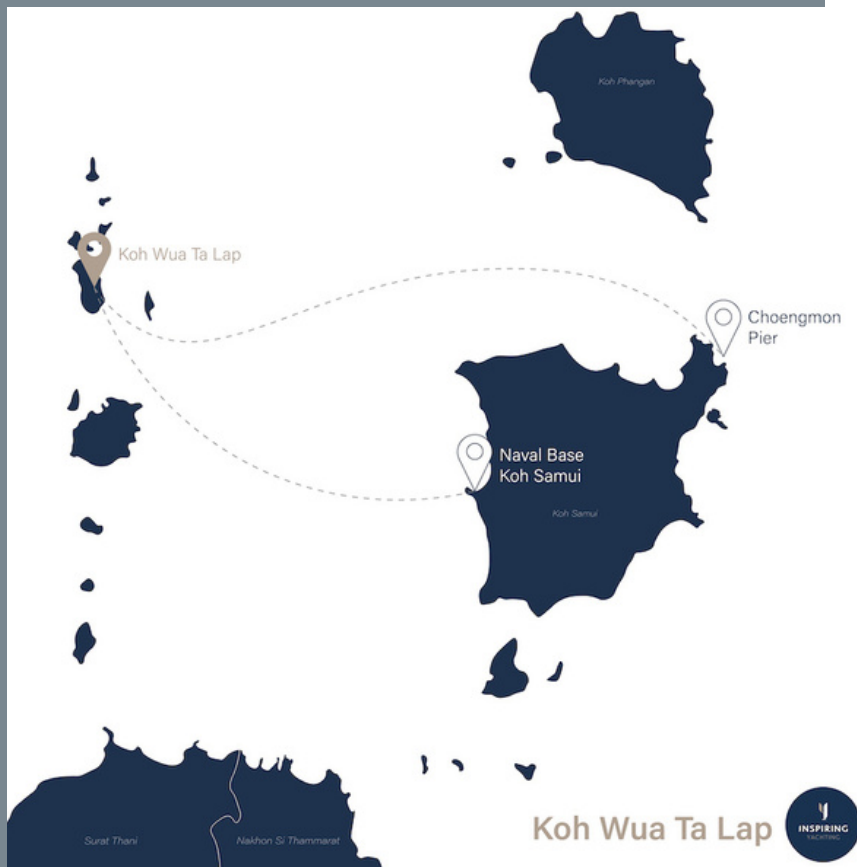 Koh Phangan
Koh Wua Ta Lap
Choengmon
Pier
Naval Base
Koh Samui
Koh Samui
Surat Thani
Nakhon Si Thammarat
Koh Wua Ta Lap
INSPIRING
YACHTING